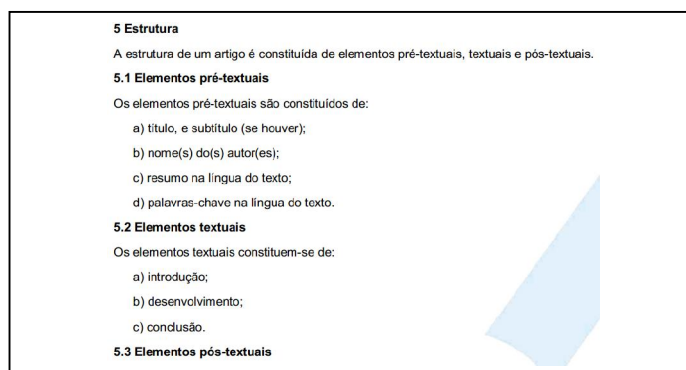 5 Estrutura
A estrutura de um artigo é constituída de elementos pré-textuais, textuais e pós-textuais.
5.1 Elementos pré-textuais
Os elementos pré-textuais são constituídos de:
a) título, e subtítulo (se houver);
b) nome(s) do(s) autor(es);
c) resumo na língua do texto;
d) palavras-chave na língua do texto.
5.2 Elementos textuais
Os elementos textuais constituem-se de:
a) introdução;
b) desenvolvimento;
c) conclusão.
5.3 Elementos pós-textuais